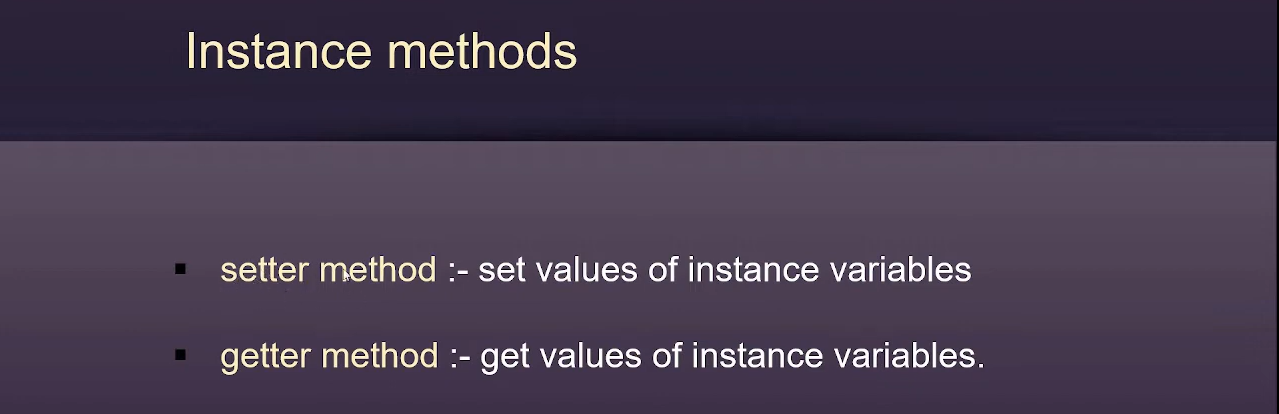 Instance methods
▪ setter method :- set values of instance variables
▪ getter method :- get values of instance variables.